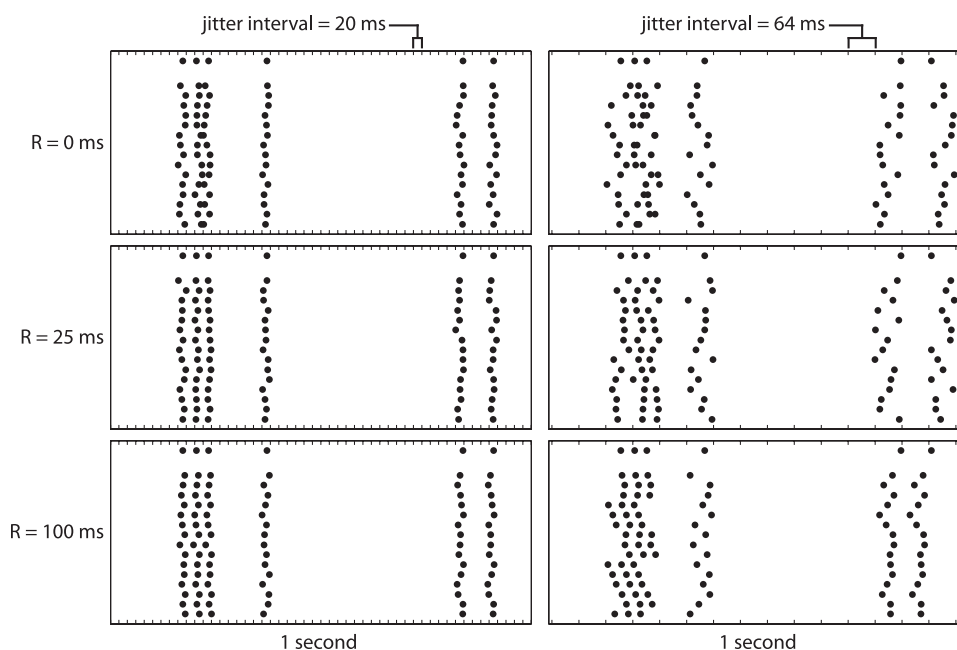 jitter interval = 20 ms
jitter interval = 64 ms
R = 0 ms
R = 25 ms
R = 100 ms
1 second
1 second